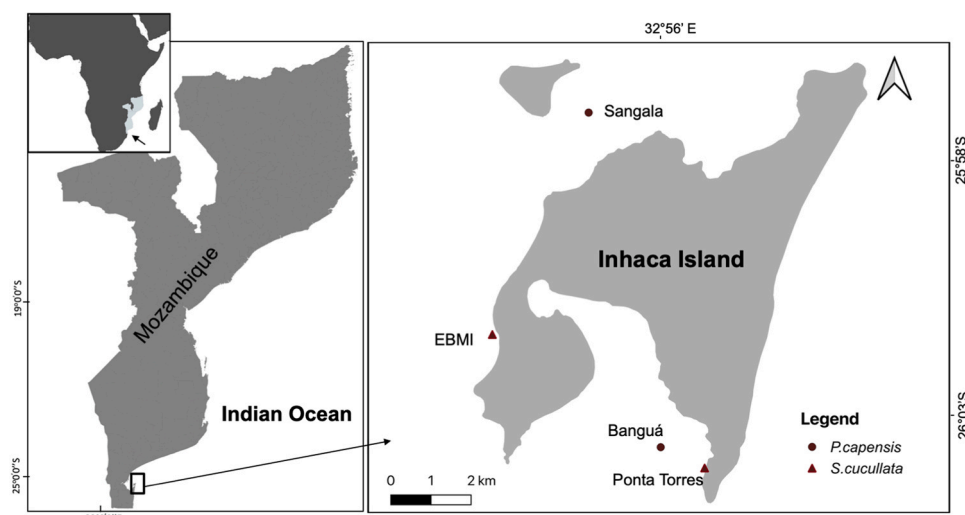 32°56′ E
Sangala
25°58′S
Inhaca Island
Mozambique
19°0′0″S
EBMI
Indian Ocean
26°03′S
Legend
Banguá
P.capensis
S.cucullata
Ponta Torres
25°0′0″S
0 1 2 km